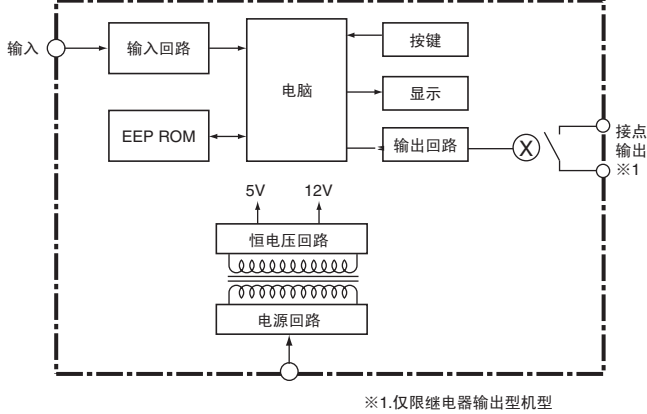 输入
输入回路
电脑
按键
显示
EEP ROM
输出回路
X
接点
输出
※1
5V
12V
恒电压回路
电源回路
※1.仅限继电器输出型机型